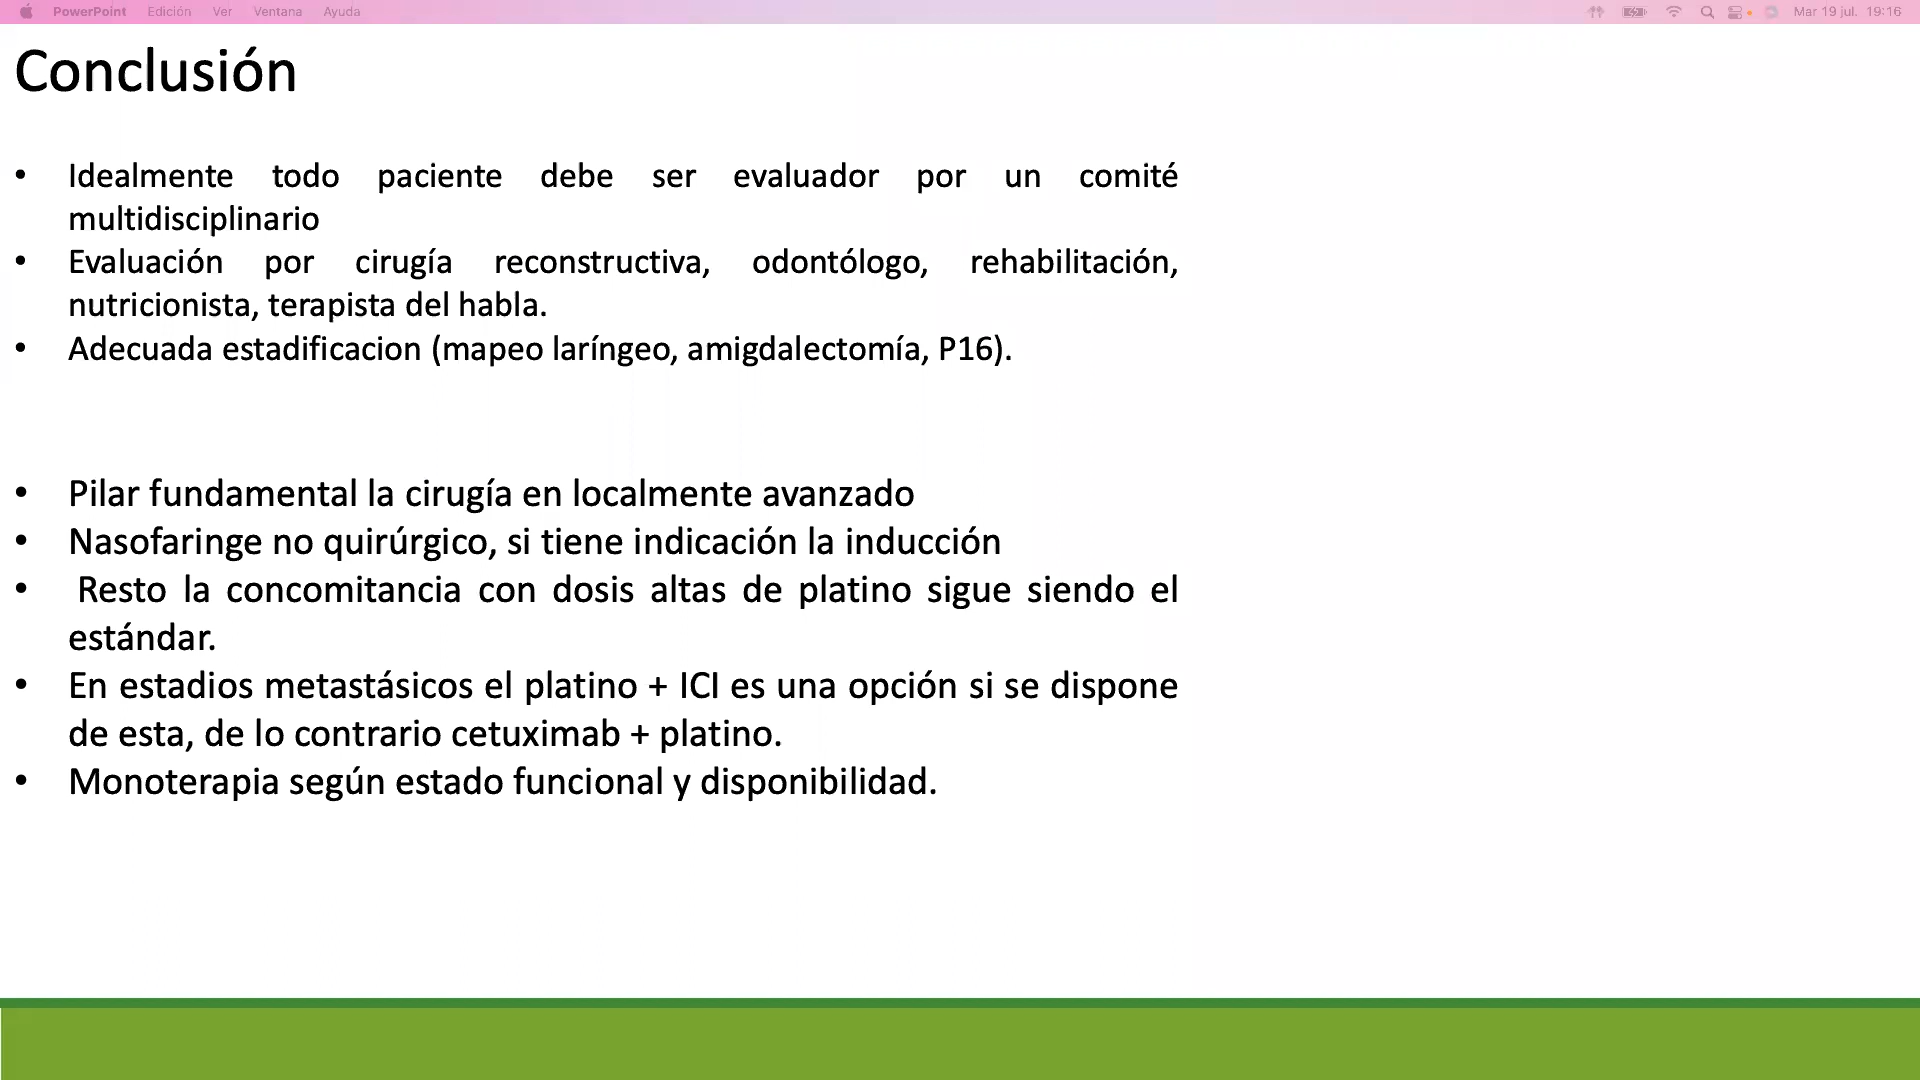 PowerPoint Edición Ver Ventana Ayuda Mar 19 jul. 19:16
Conclusión
• Idealmente todo paciente debe ser evaluador por un comité
multidisciplinario
• Evaluación por cirugía reconstructiva, odontólogo, rehabilitación,
nutricionista, terapista del habla.
• Adecuada estadificacion (mapeo laríngeo, amigdalectomía, P16).
• Pilar fundamental la cirugía en localmente avanzado
• Nasofaringe no quirúrgico, si tiene indicación la inducción
• Resto la concomitancia con dosis altas de platino sigue siendo el
estándar.
• En estadios metastásicos el platino + ICI es una opción si se dispone
de esta, de lo contrario cetuximab + platino.
• Monoterapia según estado funcional y disponibilidad.